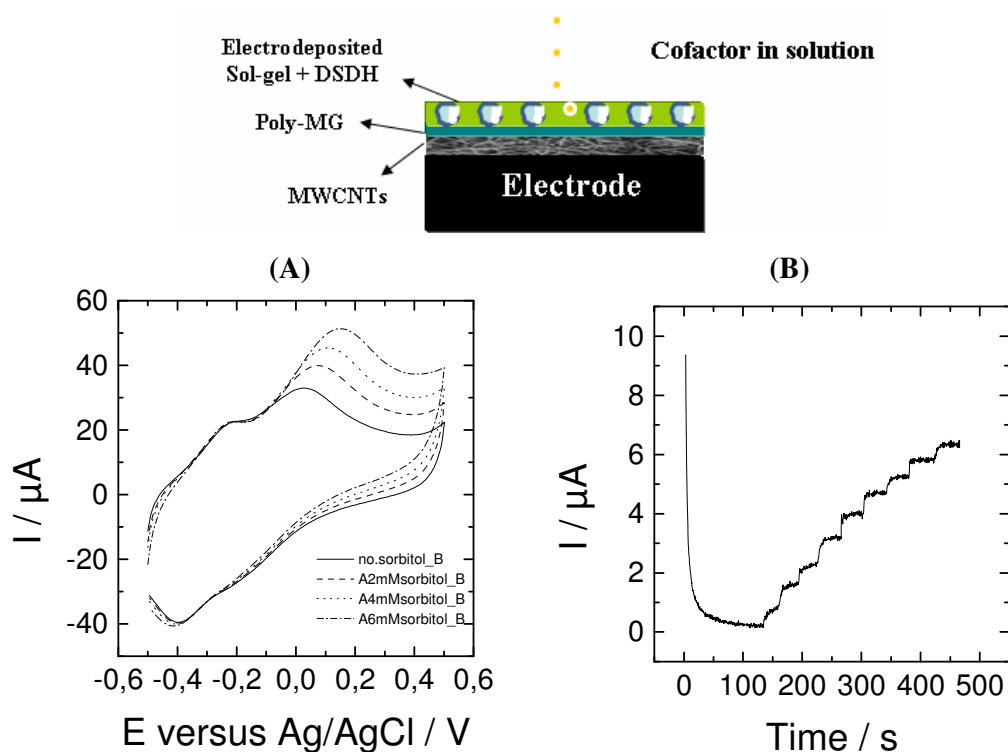 Electrodeposited
Sol-gel + DSDH
Cofactor in solution
Poly-MG
MWCNTs
Electrode
(A)
(B)
60
40
20
0
-20
-40
I / µA
-0,6 -0,4 -0,2 0,0 0,2 0,4 0,6
E versus Ag/AgCl / V
no.sorbitol_B
A2mMsorbitol_B
A4mMsorbitol_B
A6mMsorbitol_B
10
8
6
4
2
0
I / µA
0 100 200 300 400 500
Time / s